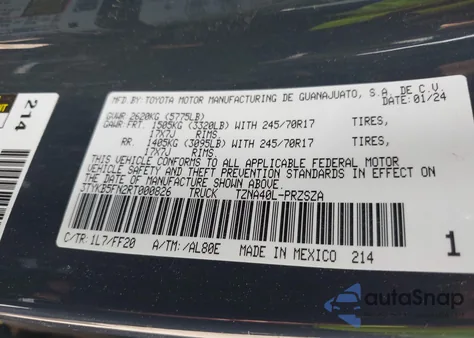 MFD.BY: TOYOTA MOTOR MANUFACTURING DE GUANAJUATO, S.A. DE C.V.
DATE: 01/24
GVWR 2620KG (5775LB)
GAWR: FRT. 1505KG (3320LB) WITH 245/70R17 TIRES,
17X7J RIMS.
RR. 1405KG (3095LB) WITH 245/70R17 TIRES,
17X7J RIMS.
THIS VEHICLE CONFORMS TO ALL APPLICABLE FEDERAL MOTOR
VEHICLE SAFETY AND THEFT PREVENTION STANDARDS IN EFFECT
ON THE DATE OF MANUFACTURE SHOWN ABOVE.
3TYKB5FN2RT000826 TRUCK TZNA40L-PRZSZA
C/TR: 1L7/FF20 A/TM: /AL80E MADE IN MEXICO 214
1
214
autoSnap